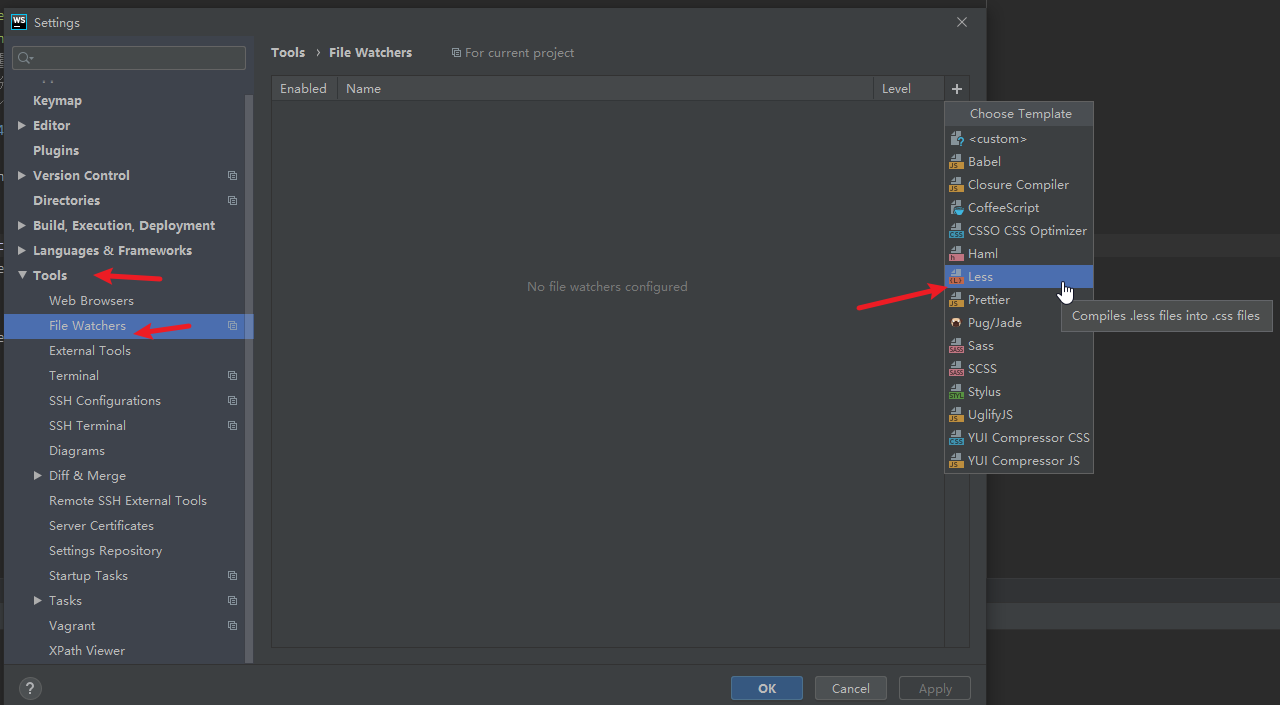 WS Settings
Tools › File Watchers For current project
Keymap
Editor
Plugins
Version Control
Directories
Build, Execution, Deployment
Languages & Frameworks
Tools
Web Browsers
File Watchers
External Tools
Terminal
SSH Configurations
SSH Terminal
Diagrams
Diff & Merge
Remote SSH External Tools
Server Certificates
Settings Repository
Startup Tasks
Tasks
Vagrant
XPath Viewer
Enabled Name Level +
No file watchers configured
Choose Template
<custom>
Babel
Closure Compiler
CoffeeScript
CSSO CSS Optimizer
Haml
Less
Prettier
Pug/Jade
Sass
SCSS
Stylus
UglifyJS
YUI Compressor CSS
YUI Compressor JS
Compiles .less files into .css files
?
OK Cancel Apply